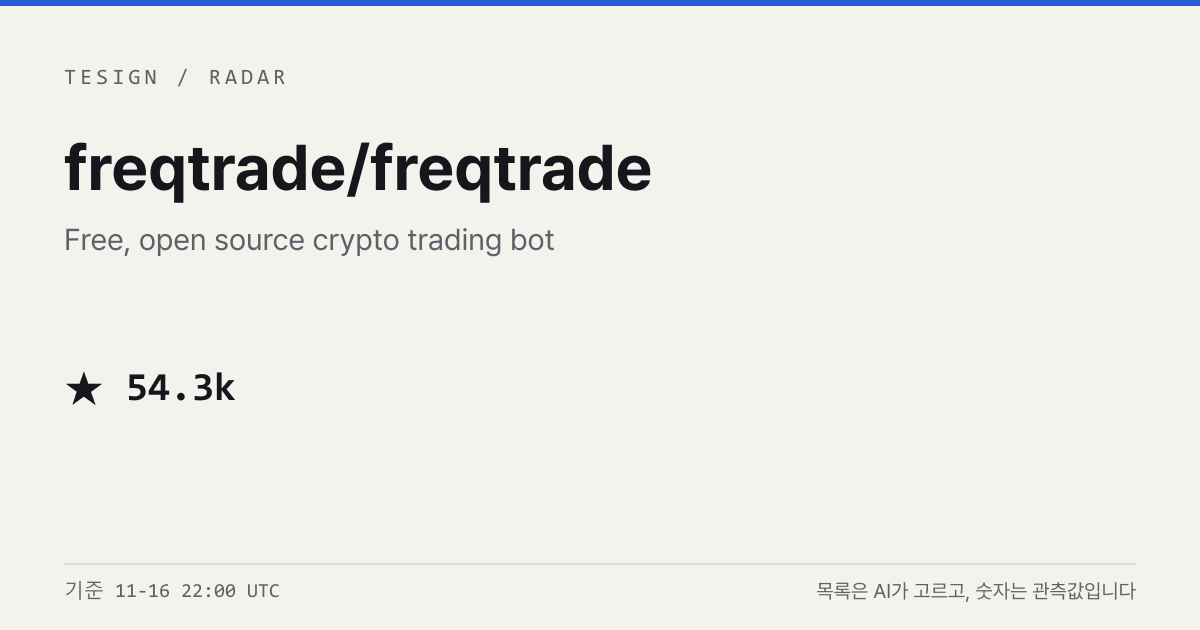 TESIGN / RADAR
freqtrade/freqtrade
Free, open source crypto trading bot
★ 54.3k
기준 11-16 22:00 UTC
목록은 AI가 고르고, 숫자는 관측값입니다